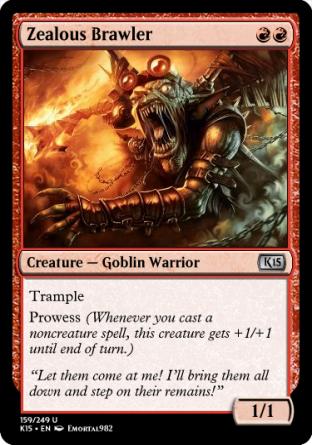 Zealous Brawler
Creature — Goblin Warrior
K15
Trample
Prowess (Whenever you cast a
noncreature spell, this creature gets +1/+1
until end of turn.)
“Let them come at me! I’ll bring them all
down and step on their remains!”
1/1
159/249 U
K15 • EN Emortal982